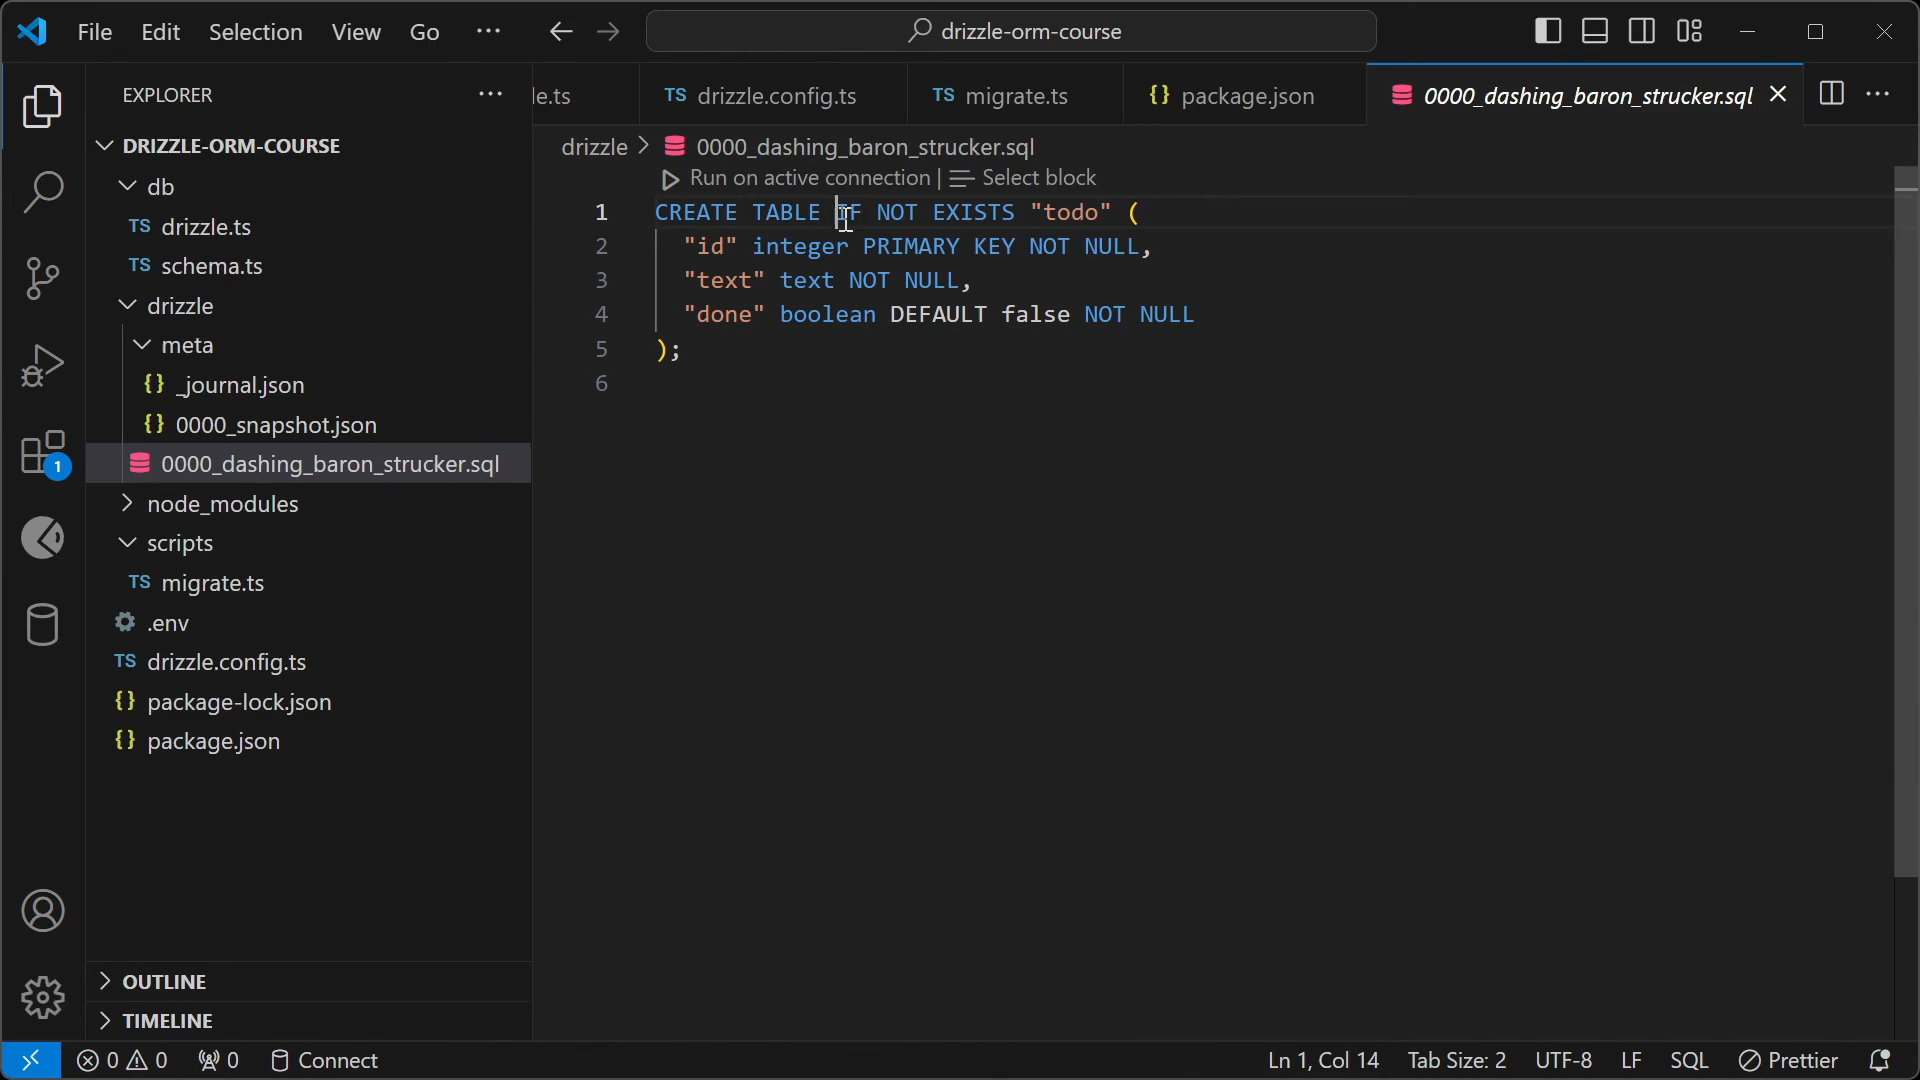 File Edit Selection View Go ··· drizzle-orm-course
EXPLORER ···
DRIZZLE-ORM-COURSE
db
TS drizzle.ts
TS schema.ts
drizzle
meta
{} _journal.json
{} 0000_snapshot.json
0000_dashing_baron_strucker.sql
node_modules
scripts
TS migrate.ts
.env
TS drizzle.config.ts
{} package-lock.json
{} package.json
OUTLINE
TIMELINE
1
le.ts TS drizzle.config.ts TS migrate.ts {} package.json 0000_dashing_baron_strucker.sql ···
drizzle > 0000_dashing_baron_strucker.sql
Run on active connection | Select block
1 CREATE TABLE IF NOT EXISTS "todo" (
2 "id" integer PRIMARY KEY NOT NULL,
3 "text" text NOT NULL,
4 "done" boolean DEFAULT false NOT NULL
5 );
6
0 0 0 Connect Ln 1, Col 14 Tab Size: 2 UTF-8 LF SQL Prettier